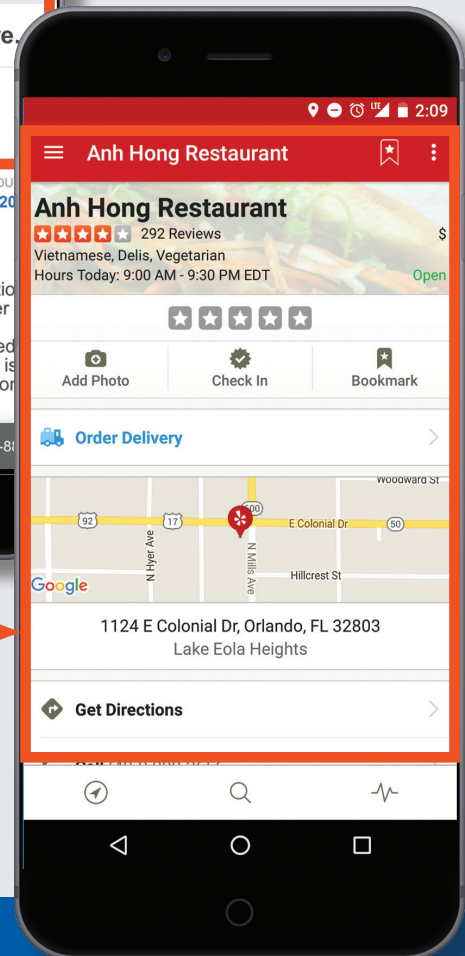 LTE 2:09
Anh Hong Restaurant
Anh Hong Restaurant
292 Reviews $
Vietnamese, Delis, Vegetarian
Hours Today: 9:00 AM - 9:30 PM EDT Open
Add Photo Check In Bookmark
Order Delivery
Woodward St
92 17 E Colonial Dr 50
N Hyer Ave
N Mills Ave
Hillcrest St
Google
1124 E Colonial Dr, Orlando, FL 32803
Lake Eola Heights
Get Directions